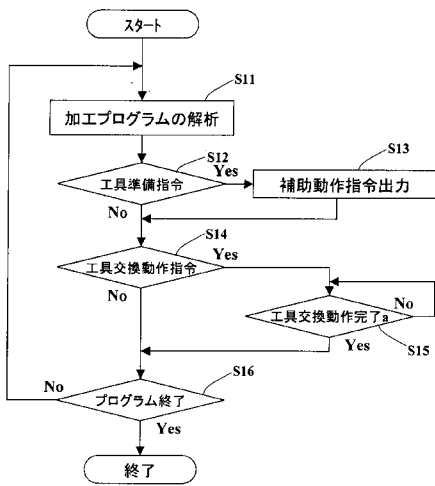 スタート
S11
加工プログラムの解析
S12
工具準備指令
Yes
S13
補助動作指令出力
No
S14
工具交換動作指令
Yes
No
工具交換動作完了a
No
S15
Yes
S16
No
プログラム終了
Yes
終了